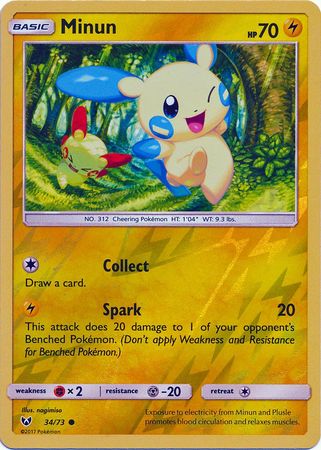 BASIC Minun HP 70
NO. 312 Cheering Pokémon HT: 1'04" WT: 9.3 lbs.
Collect
Draw a card.
Spark 20
This attack does 20 damage to 1 of your opponent's
Benched Pokémon. (Don't apply Weakness and Resistance
for Benched Pokémon.)
weakness × 2 resistance -20 retreat
Illus. nagimiso
34/73
©2017 Pokémon
Exposure to electricity from Minun and Plusle
promotes blood circulation and relaxes muscles.